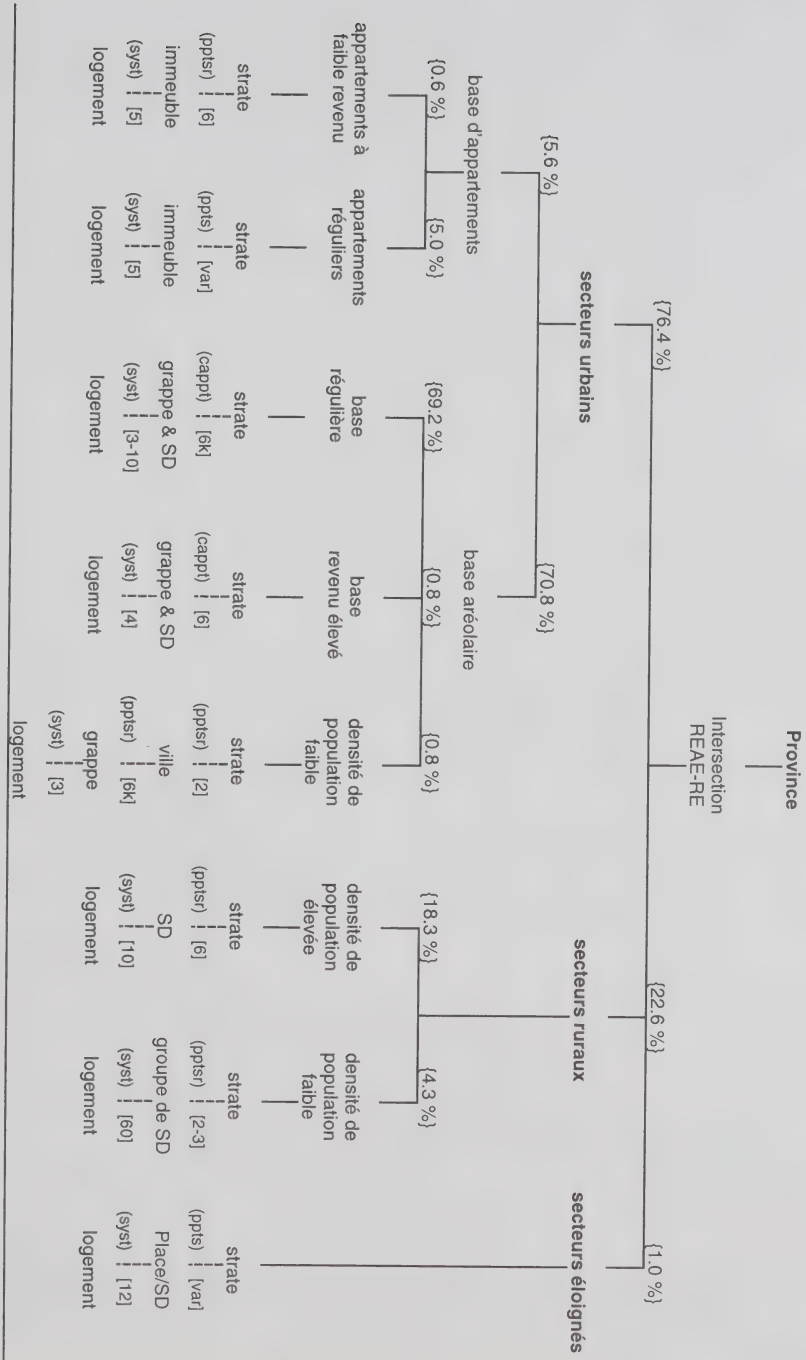 Province
Intersection
REAE-RE
{76.4 %}
{22.6 %}
{1.0 %}
secteurs urbains
secteurs ruraux
secteurs éloignés
{5.6 %}
{70.8 %}
base d'appartements
base aréolaire
{0.6 %}
{5.0 %}
{69.2 %}
{0.8 %}
{0.8 %}
{18.3 %}
{4.3 %}
appartements à
faible revenu
strate
(pptsr) [6]
immeuble
(syst) [5]
logement
appartements
réguliers
strate
(ppts) [var]
immeuble
(syst) [5]
logement
base
régulière
strate
(cappt) [6k]
grappe & SD
(syst) [3-10]
logement
base
revenu élevé
strate
(cappt) [6]
grappe & SD
(syst) [4]
logement
densité de
population
faible
strate
(pptsr) [2]
ville
(pptsr) [6k]
grappe
(syst) [3]
logement
densité de
population
élevée
strate
(pptsr) [6]
SD
(syst) [10]
logement
densité de
population
faible
strate
(pptsr) [2-3]
groupe de SD
(syst) [60]
logement
strate
(ppts) [var]
Place/SD
(syst) [12]
logement